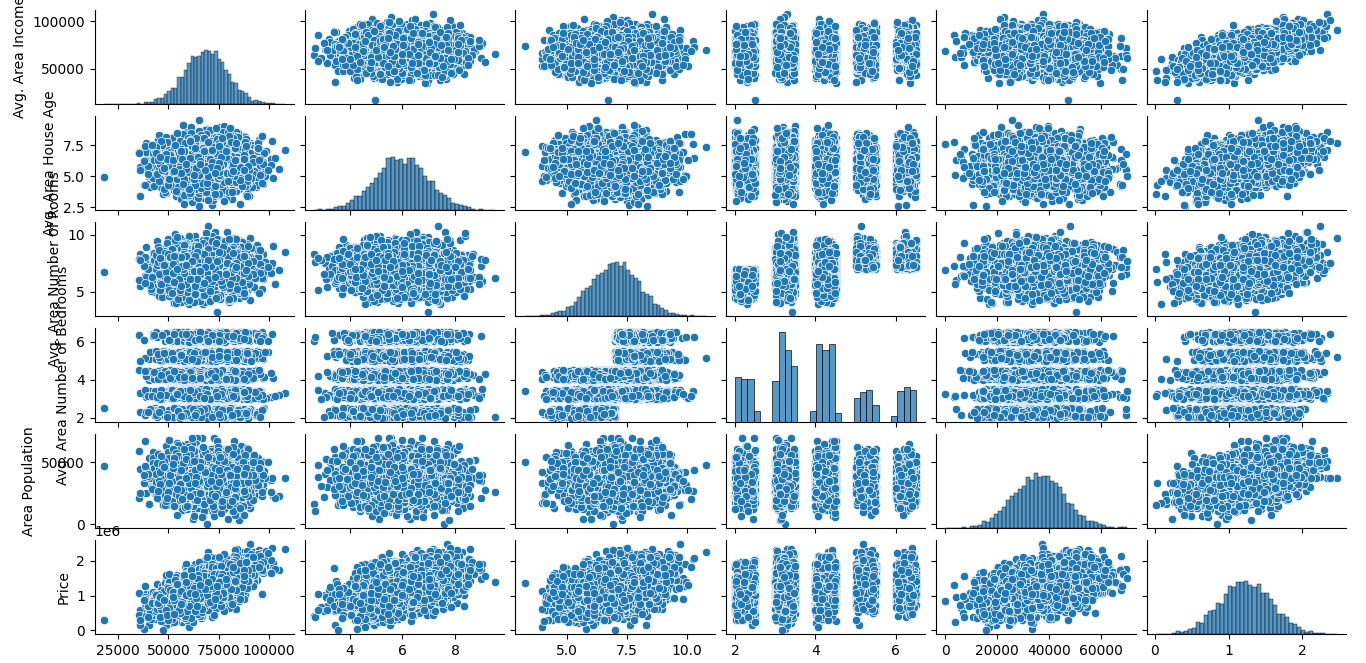 Avg. Area Income
100000
50000
Avg. Area House Age
7.5
5.0
2.5
Avg. Area Number of Rooms
10
5
Avg. Area Number of Bedrooms
6
4
2
Area Population
50000
0
1e6
Price
2
1
0
25000 50000 75000 100000
4 6 8
5.0 7.5 10.0
2 4 6
0 20000 40000 60000
0 1 2